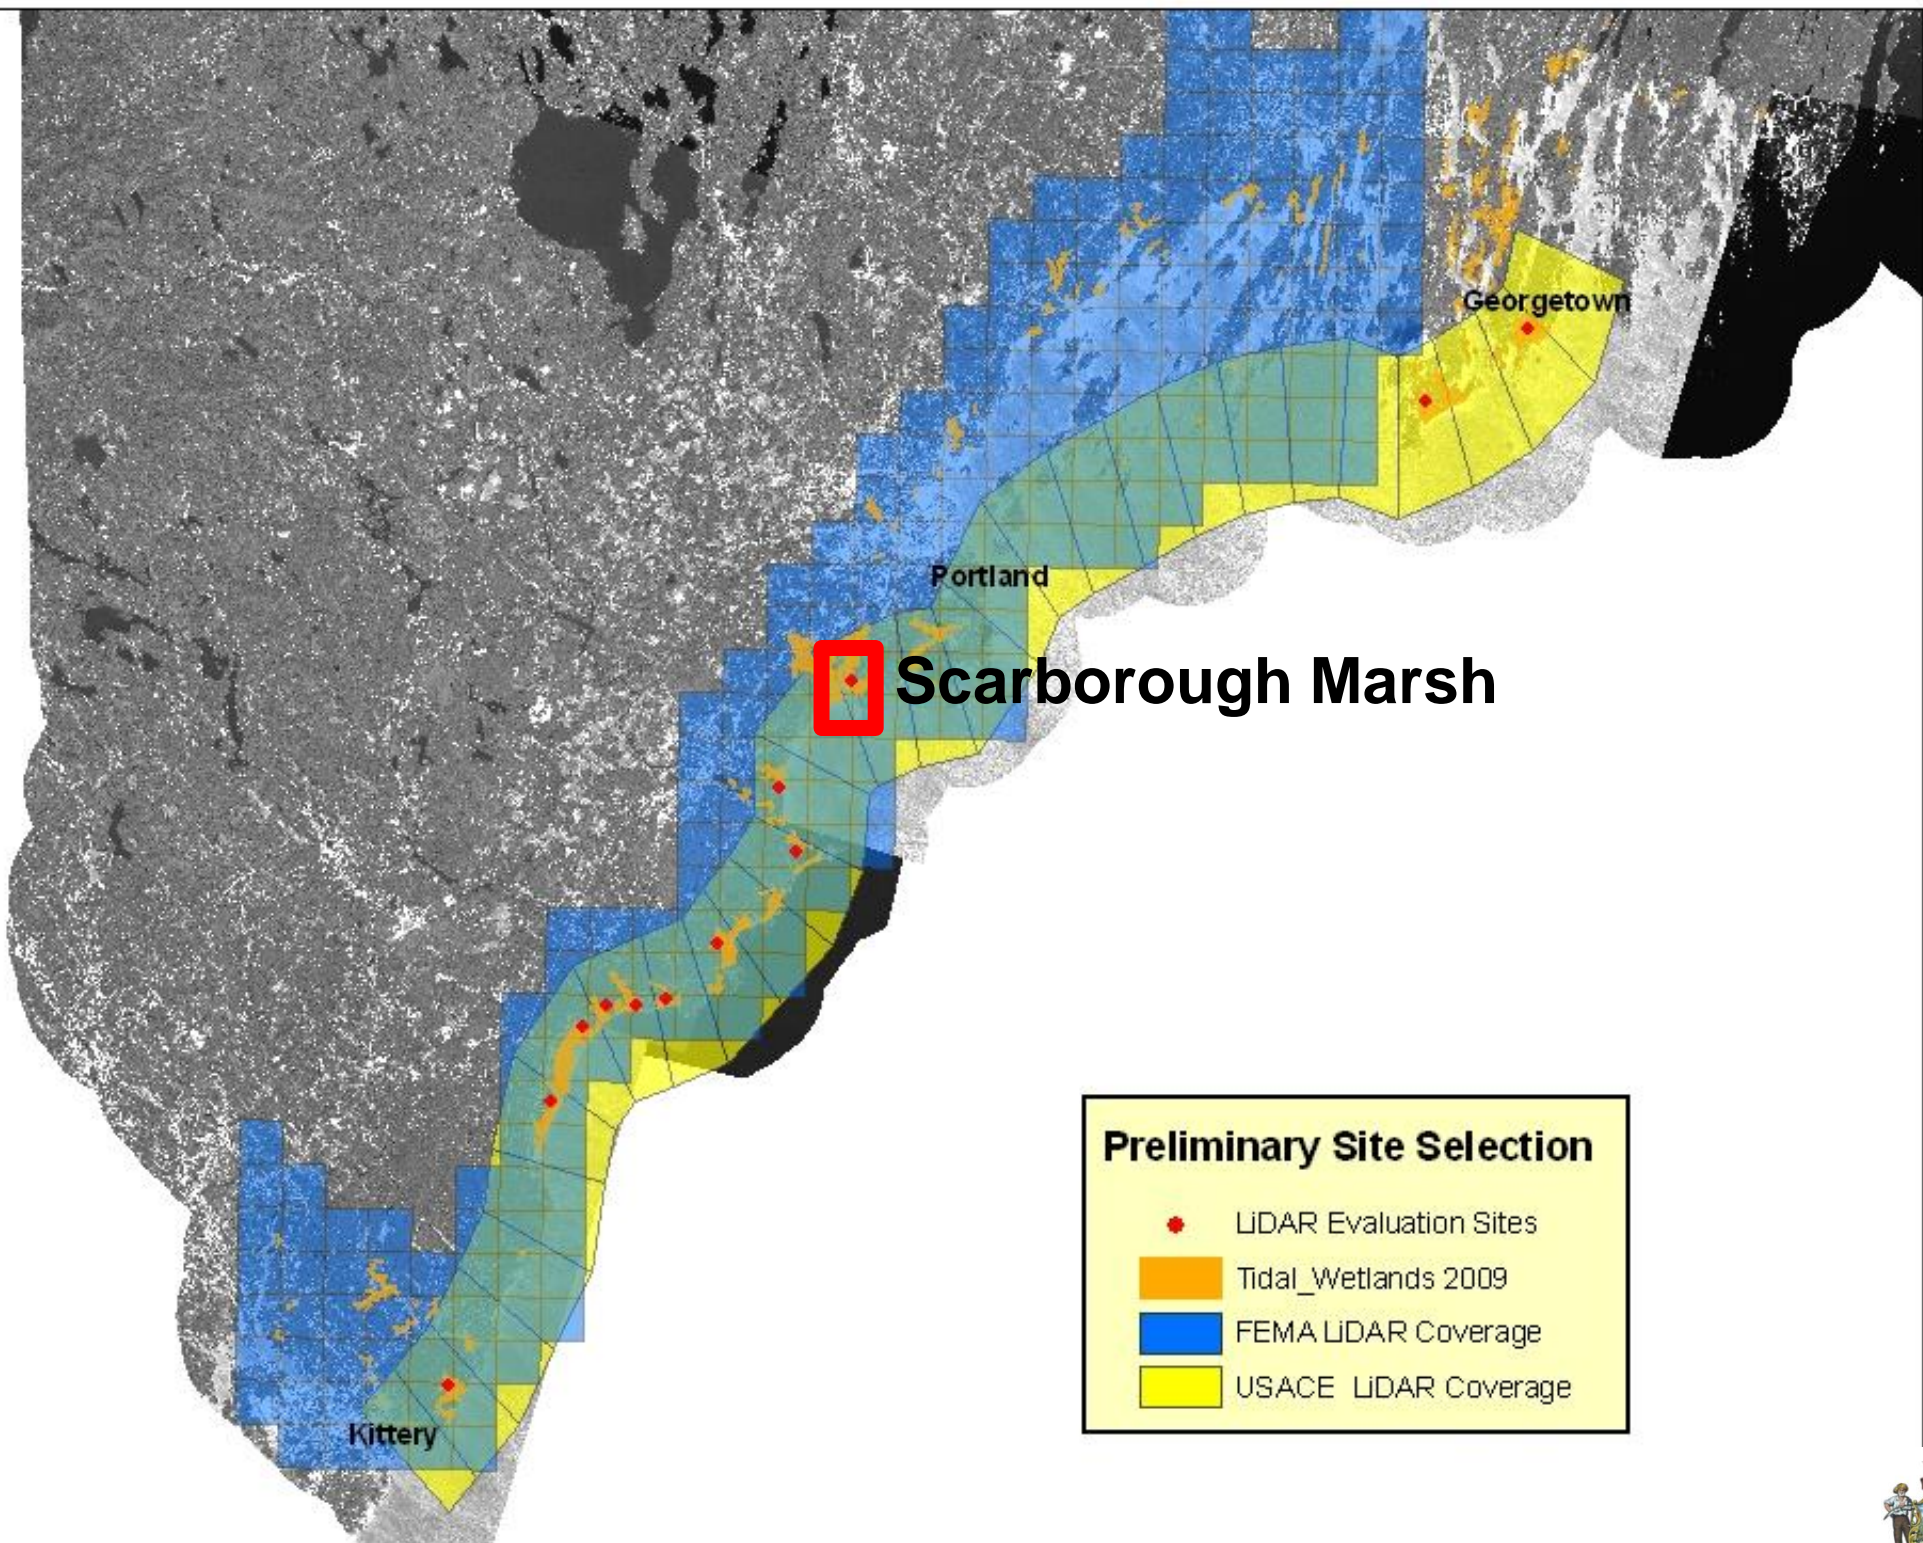 Georgetown
Portland
Scarborough Marsh
Kittery
Preliminary Site Selection
LiDAR Evaluation Sites
Tidal_Wetlands 2009
FEMA LiDAR Coverage
USACE LiDAR Coverage